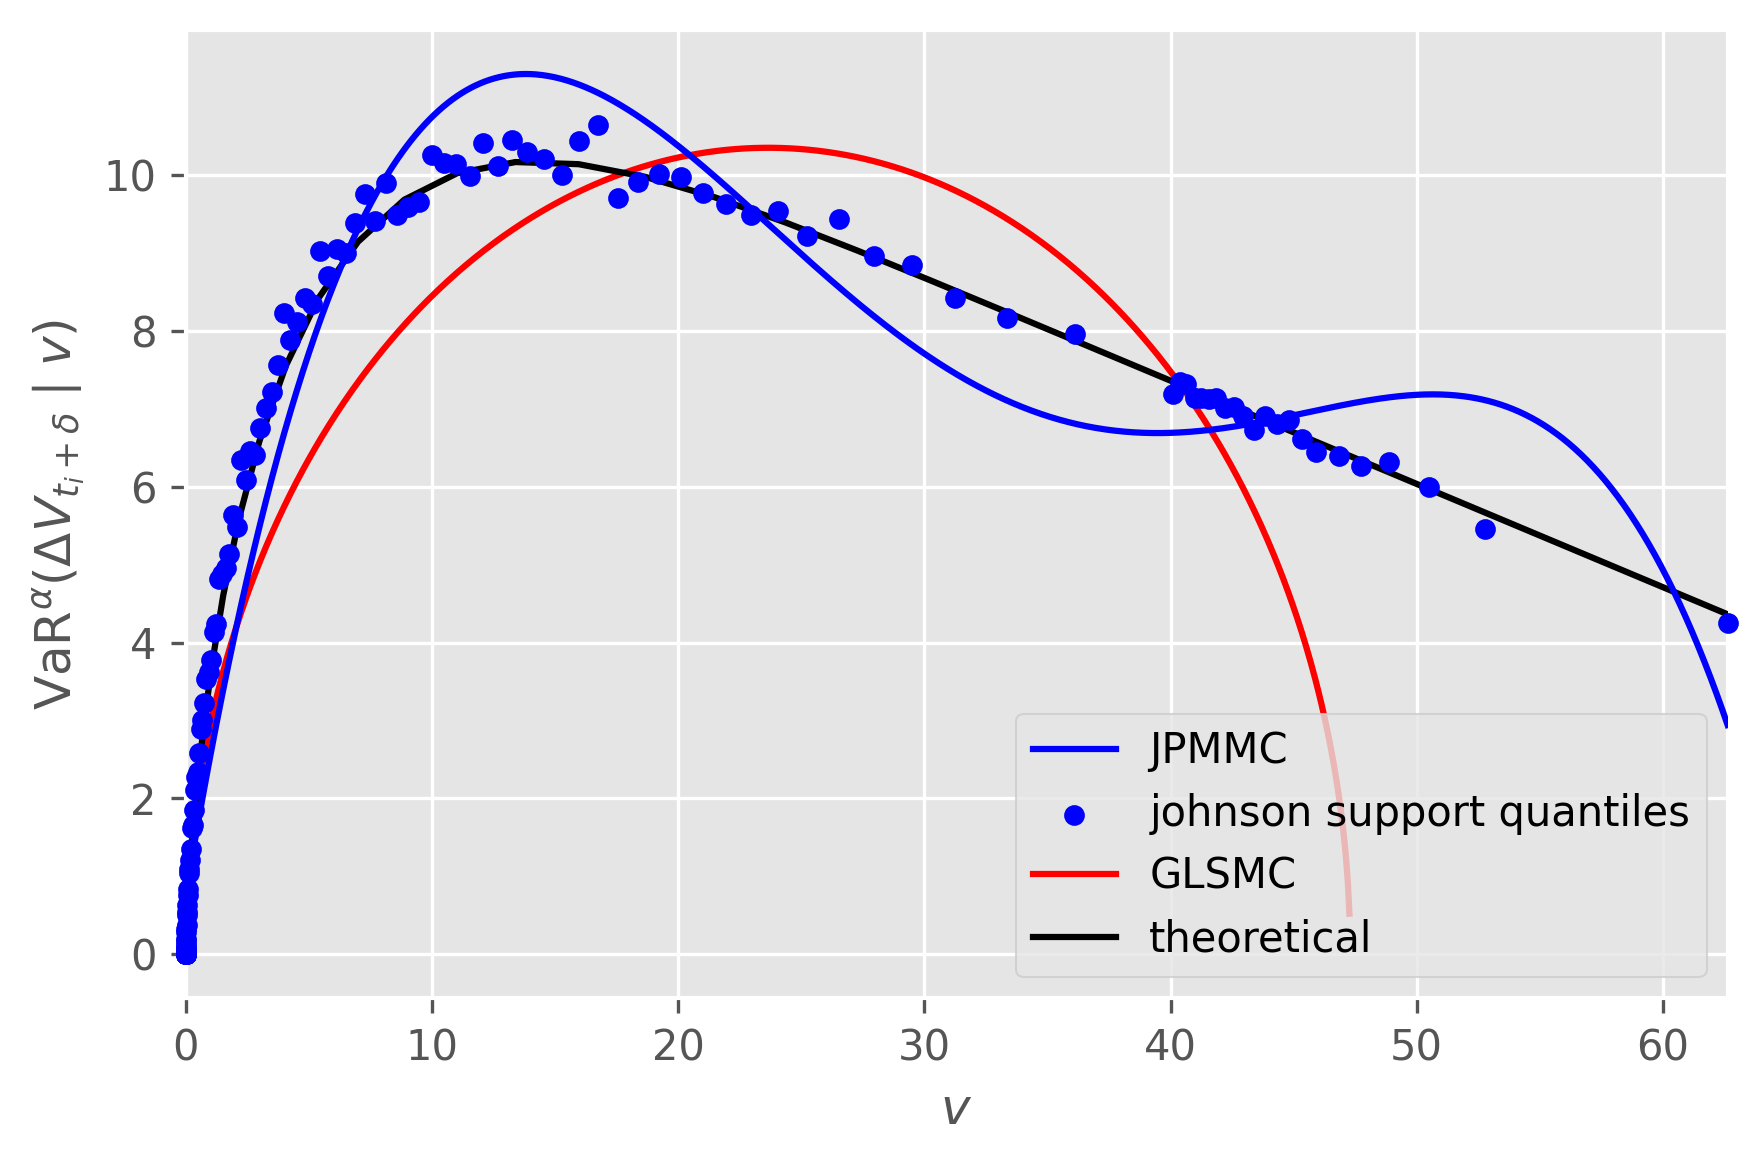 VaR^α(ΔV_{t_i+δ} | v)
10
8
6
4
2
0
0 10 20 30 40 50 60
v
JPMMC
johnson support quantiles
GLSMC
theoretical